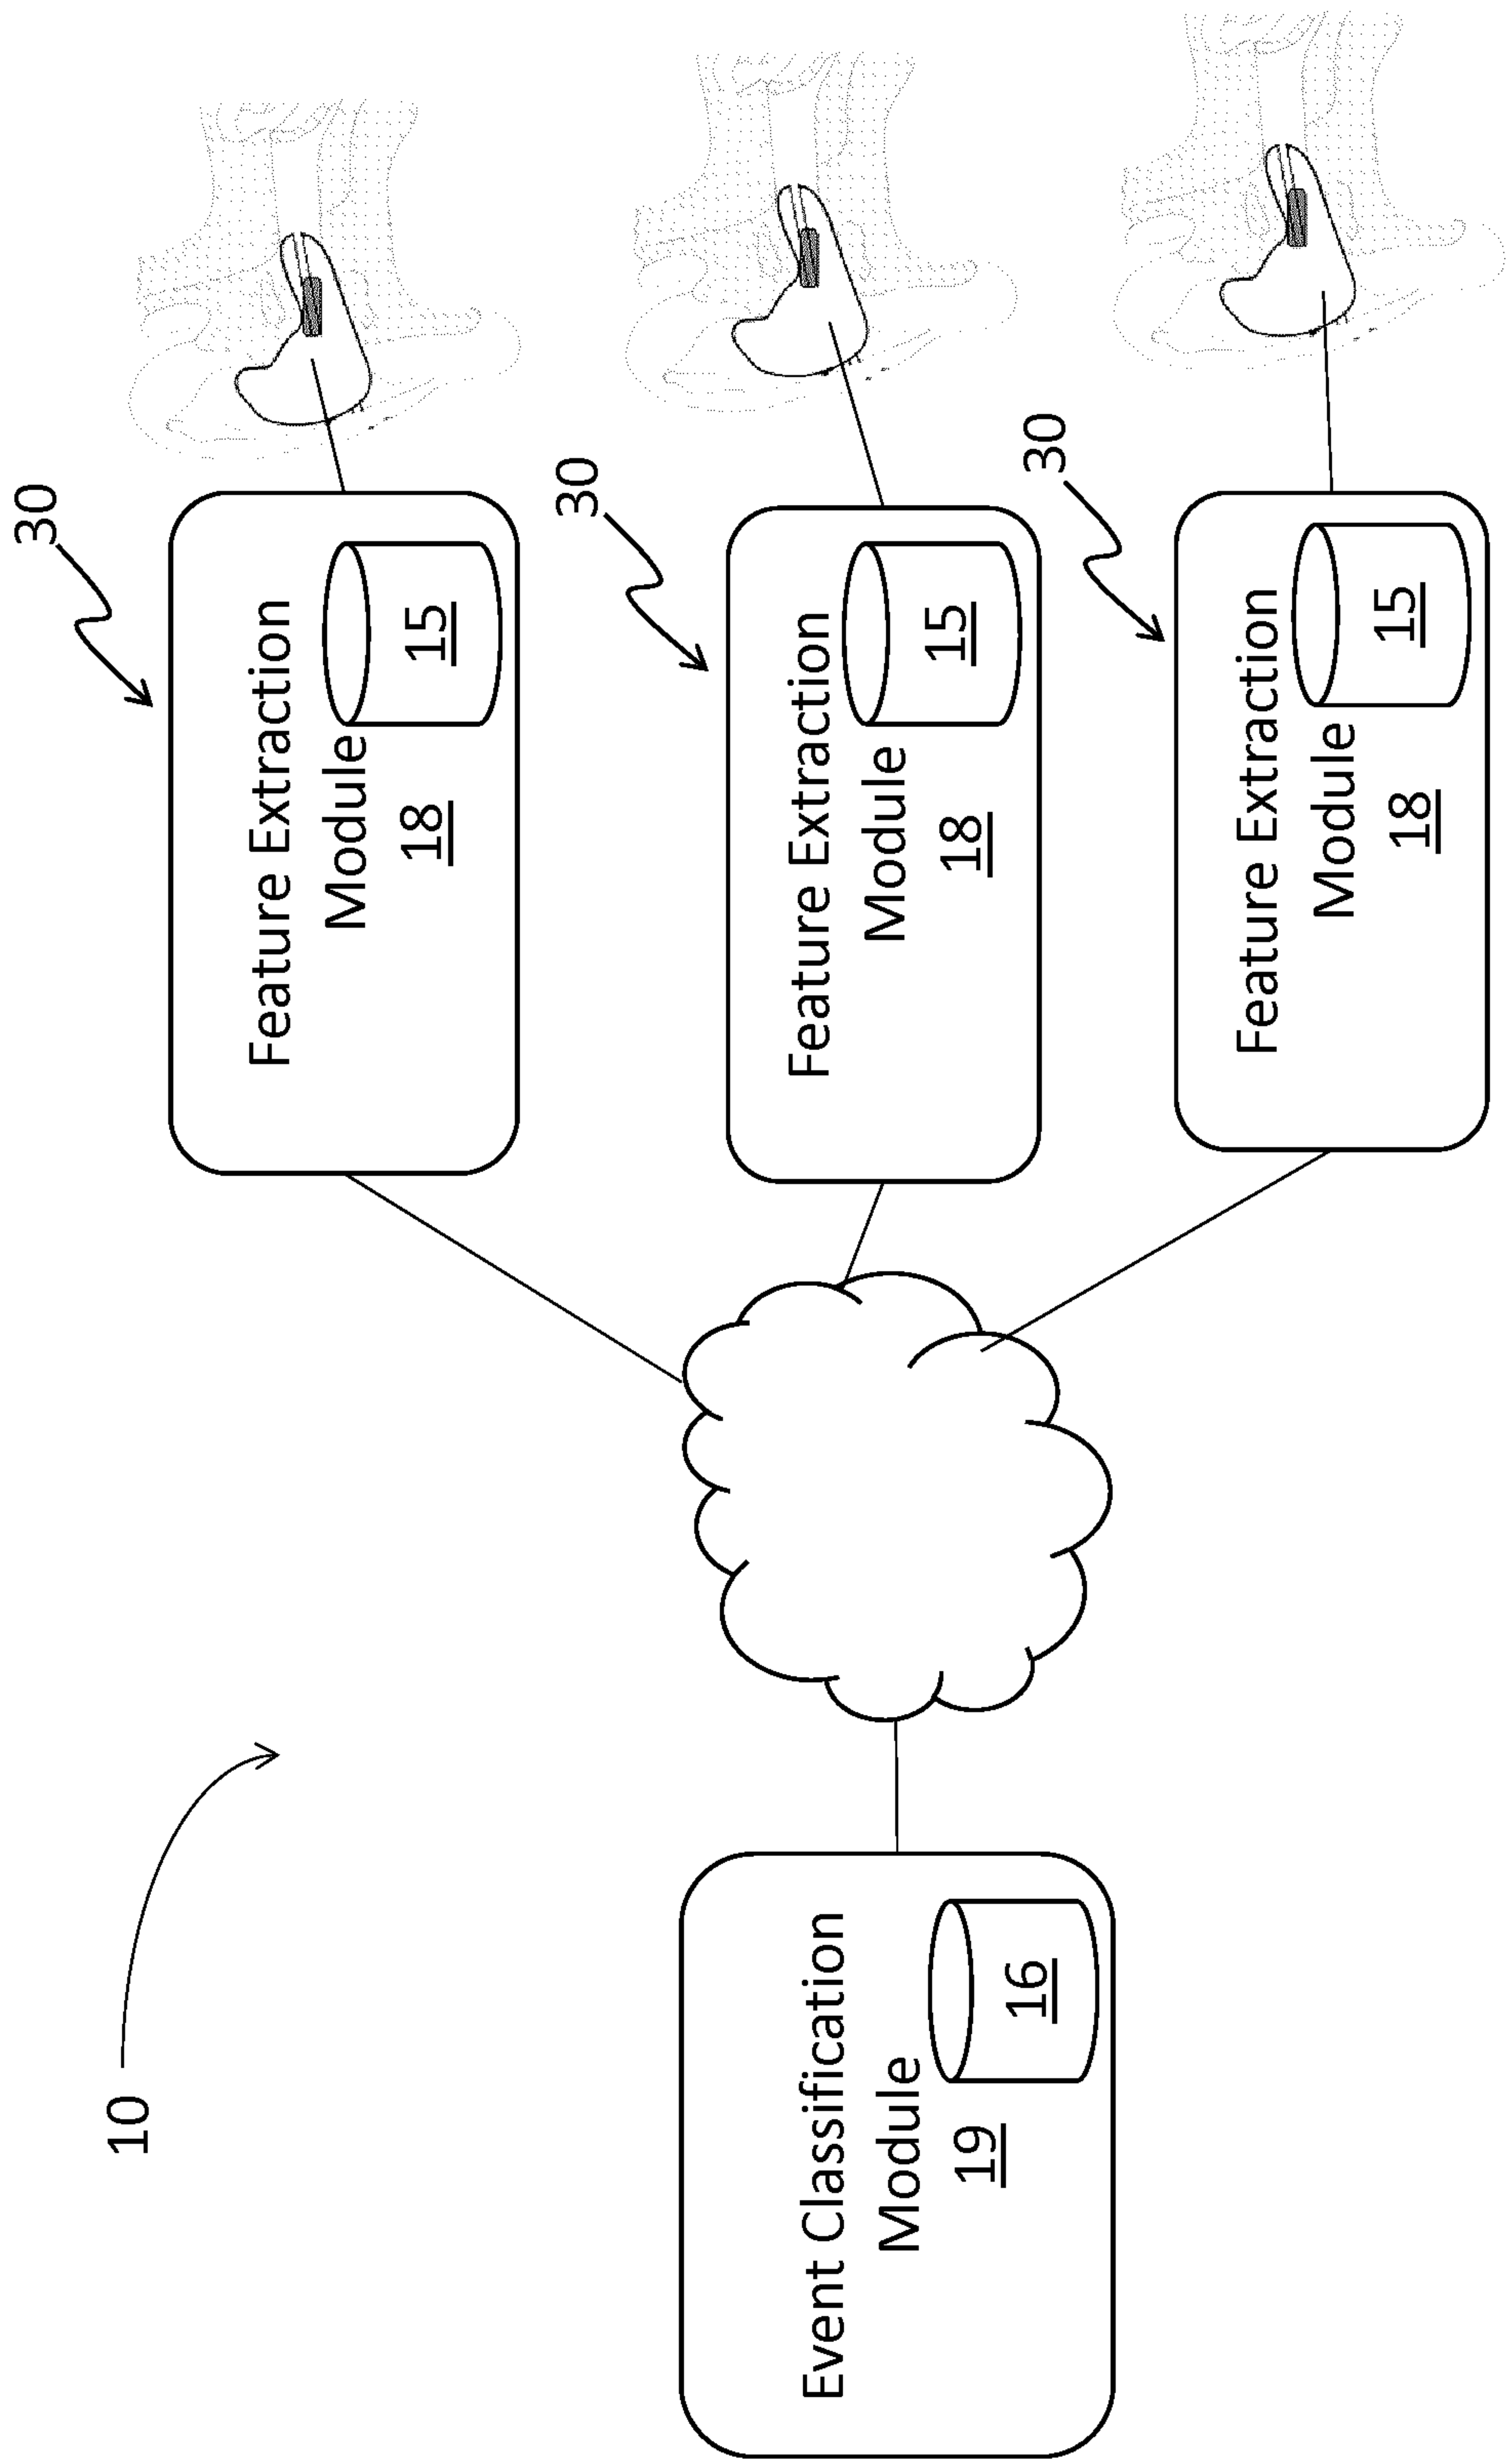 10
Event Classification
Module
19
16
30
Feature Extraction
Module
18
15
30
Feature Extraction
Module
18
15
30
Feature Extraction
Module
18
15